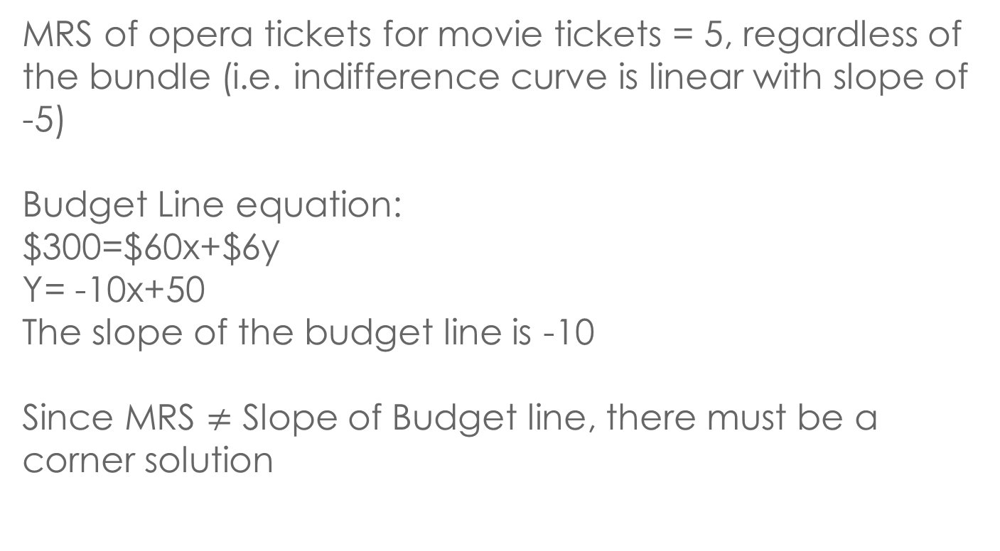 MRS of opera tickets for movie tickets = 5, regardless of
the bundle (i.e. indifference curve is linear with slope of
-5)
Budget Line equation:
$300=$60x+$6y
Y= -10x+50
The slope of the budget line is -10
Since MRS ≠ Slope of Budget line, there must be a
corner solution